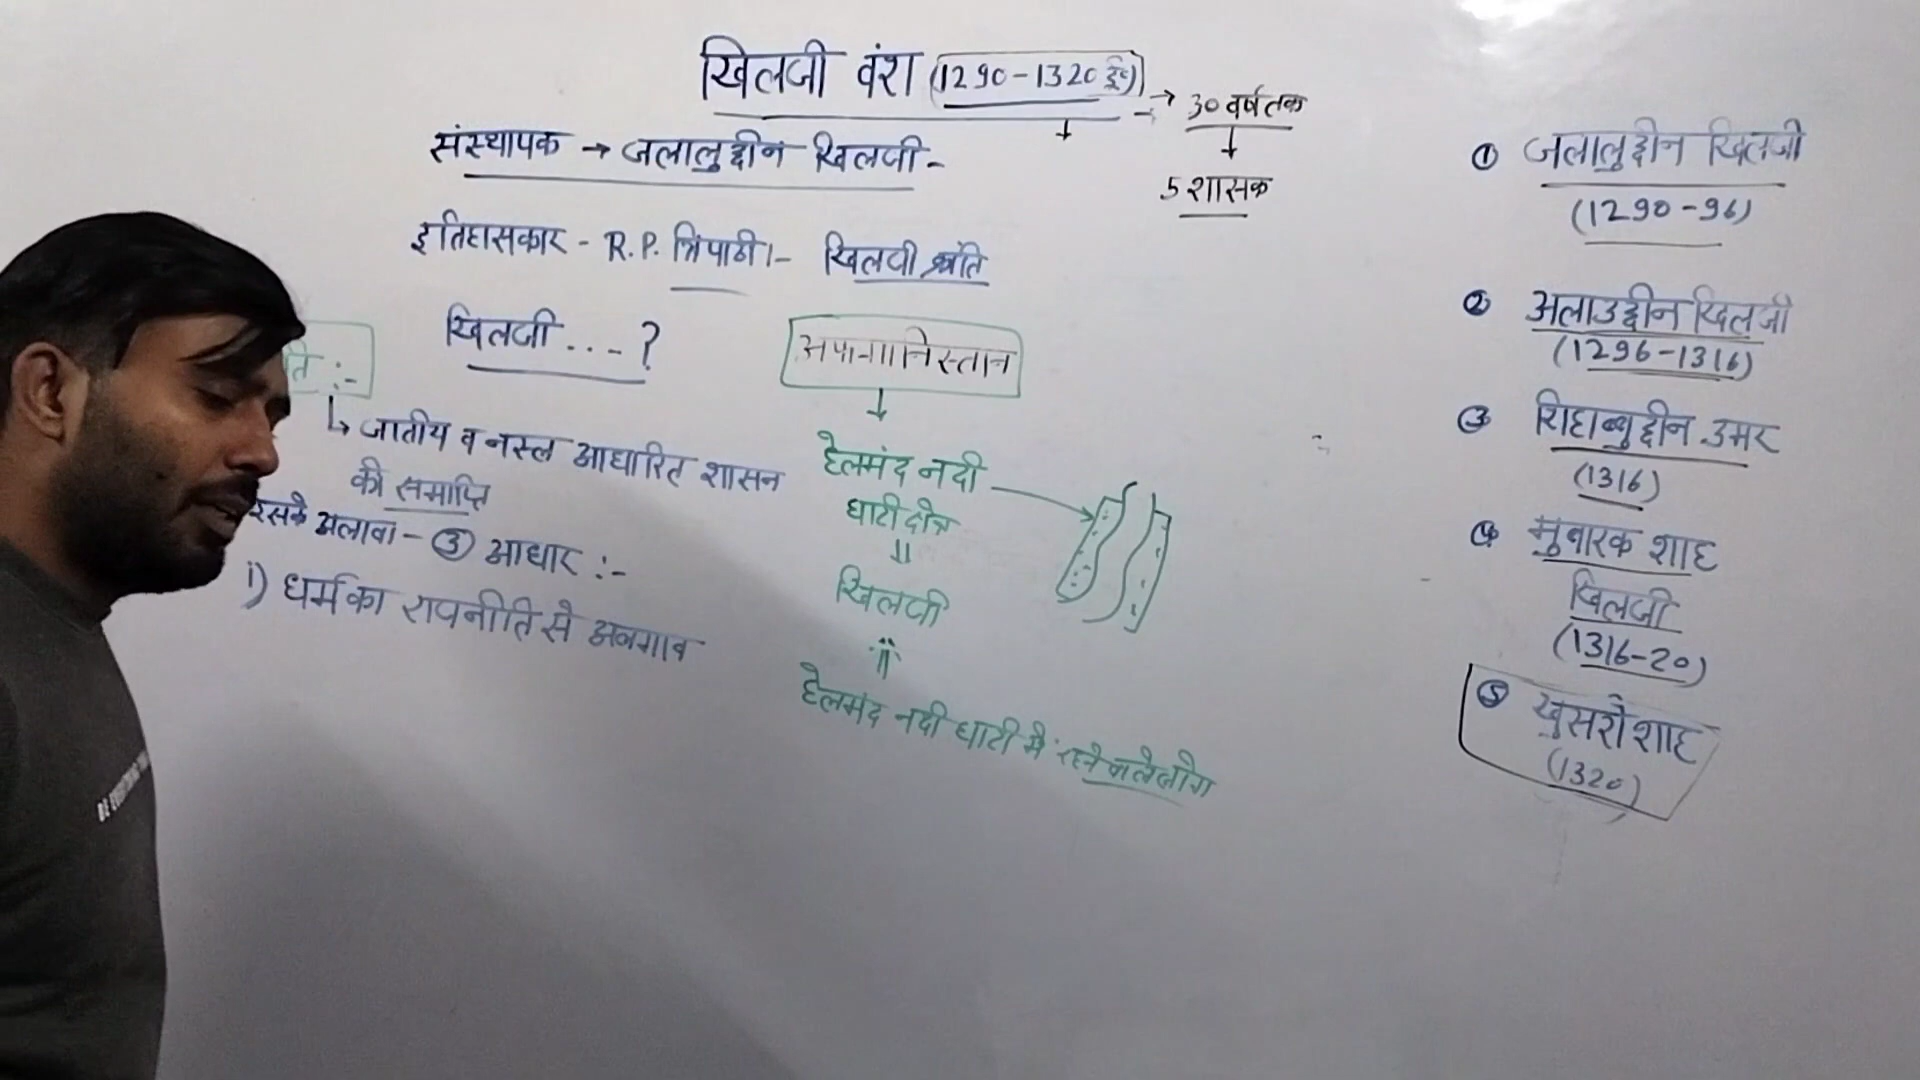 खिलजी वंश (1290-1320 ई०)
→ 30 वर्ष तक
5 शासक
संस्थापक → जलालुद्दीन खिलजी -
इतिहासकार - R.P. त्रिपाठी :- खिलजी क्रांति
खिलजी ...- ?
ति :-
↳ जातीय व नस्ल आधारित शासन
की समाप्ति
इसके अलावा - ③ आधार :-
i) धर्म का राजनीति से अलगाव
अफगानिस्तान
↓
हेलमंद नदी
घाटी क्षेत्र
खिलजी
हेलमंद नदी घाटी में रहने वाले लोग
① जलालुद्दीन खिलजी
(1290-96)
② अलाउद्दीन खिलजी
(1296-1316)
③ शिहाबुद्दीन उमर
(1316)
④ मुबारक शाह
खिलजी
(1316-20)
⑤ खुसरो शाह
(1320)